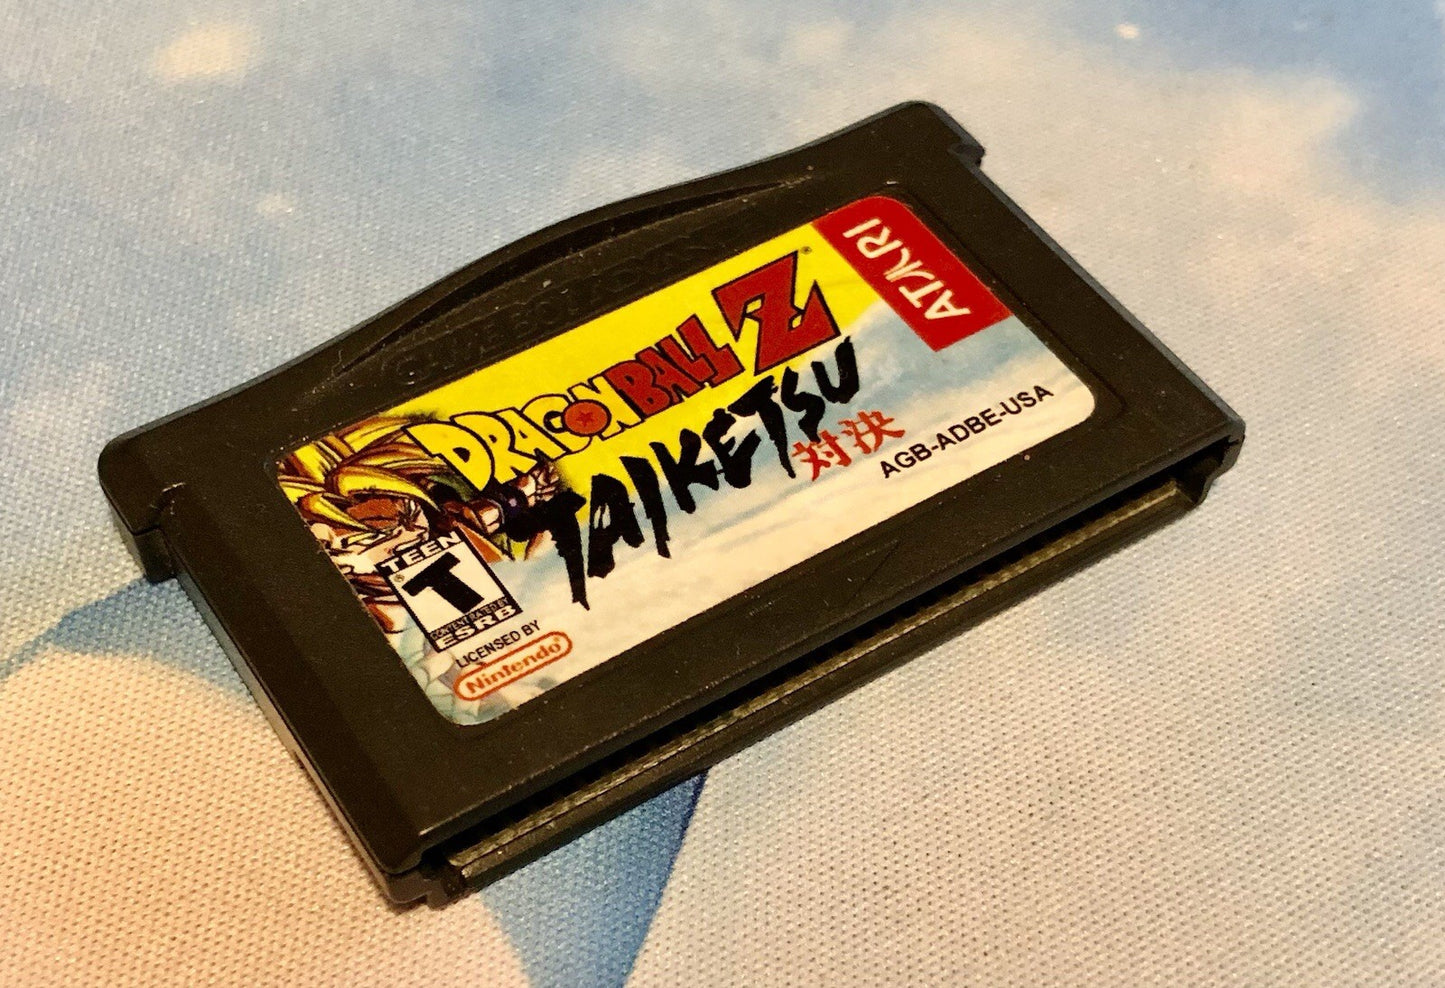 GAME BOY ADVANCE
ATARI
DRAGON BALL Z
TAIKETSU
対決
AGB-ADBE-USA
TEEN
T
CONTENT RATED BY
ESRB
LICENSED BY
Nintendo®